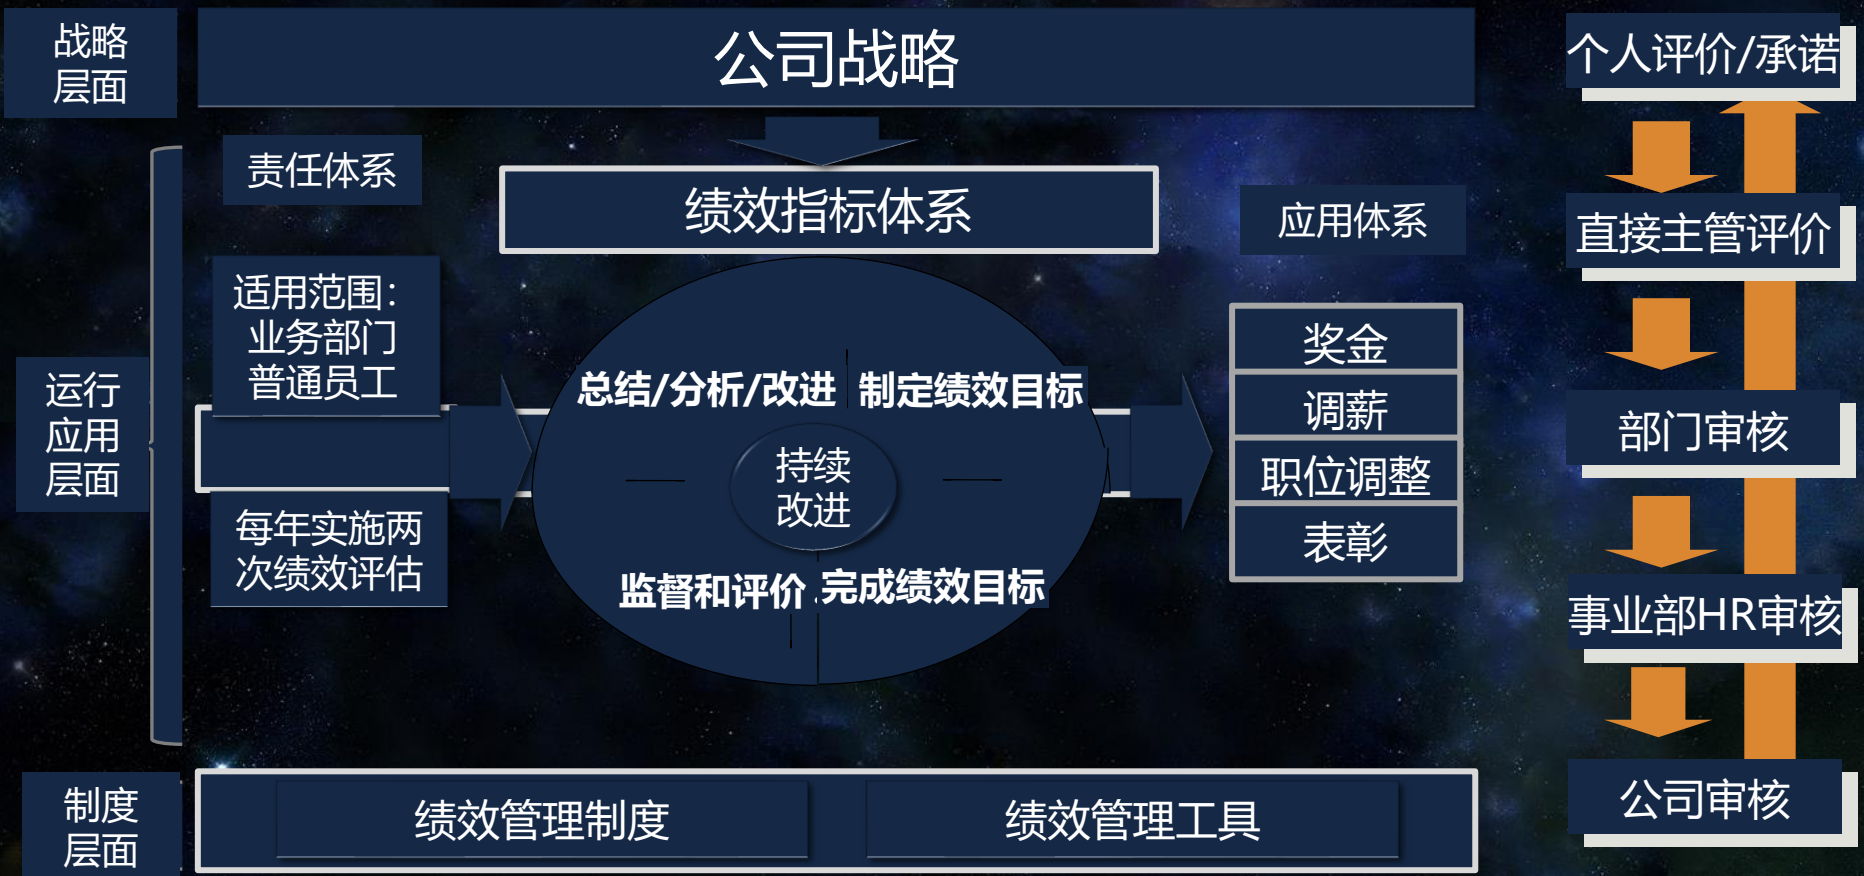 战略
层面
公司战略
责任体系
绩效指标体系
应用体系
适用范围：
业务部门
普通员工
运行
应用
层面
每年实施两
次绩效评估
总结/分析/改进
制定绩效目标
持续
改进
监督和评价
完成绩效目标
奖金
调薪
职位调整
表彰
制度
层面
绩效管理制度
绩效管理工具
个人评价/承诺
直接主管评价
部门审核
事业部HR审核
公司审核